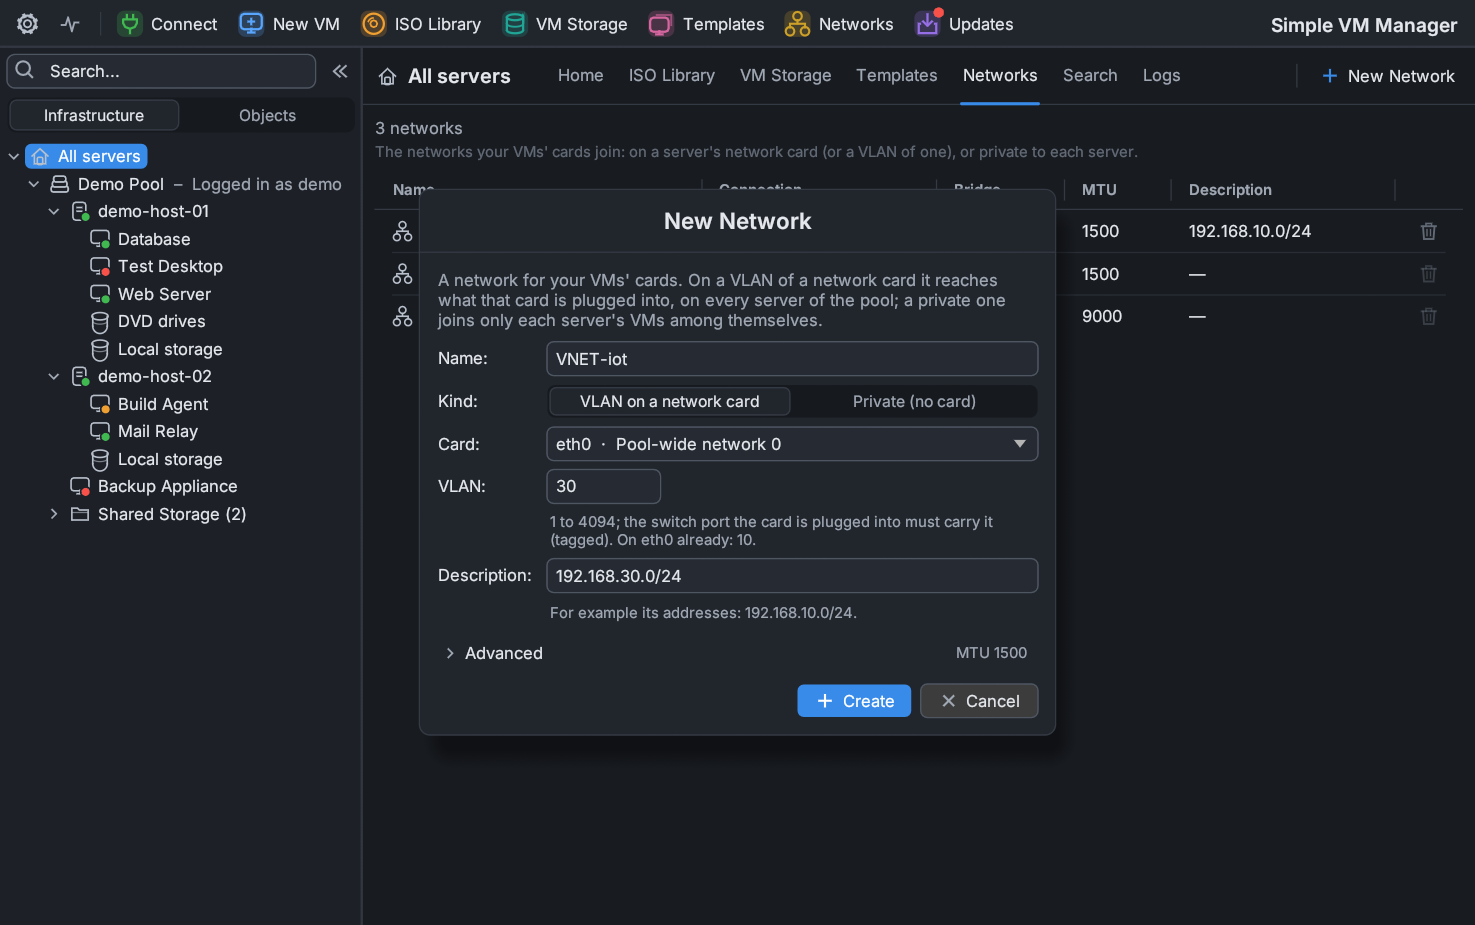 Connect New VM ISO Library VM Storage Templates Networks Updates Simple VM Manager
Search...
All servers Home ISO Library VM Storage Templates Networks Search Logs New Network
Infrastructure Objects
All servers
Demo Pool – Logged in as demo
demo-host-01
Database
Test Desktop
Web Server
DVD drives
Local storage
demo-host-02
Build Agent
Mail Relay
Local storage
Backup Appliance
Shared Storage (2)
3 networks
The networks your VMs' cards join: on a server's network card (or a VLAN of one), or private to each server.
Name Connection Bridge MTU Description
1500 192.168.10.0/24
1500 —
9000 —
New Network
A network for your VMs' cards. On a VLAN of a network card it reaches
what that card is plugged into, on every server of the pool; a private one
joins only each server's VMs among themselves.
Name: VNET-iot
Kind: VLAN on a network card Private (no card)
Card: eth0 · Pool-wide network 0
VLAN: 30
1 to 4094; the switch port the card is plugged into must carry it
(tagged). On eth0 already: 10.
Description: 192.168.30.0/24
For example its addresses: 192.168.10.0/24.
Advanced MTU 1500
Create Cancel